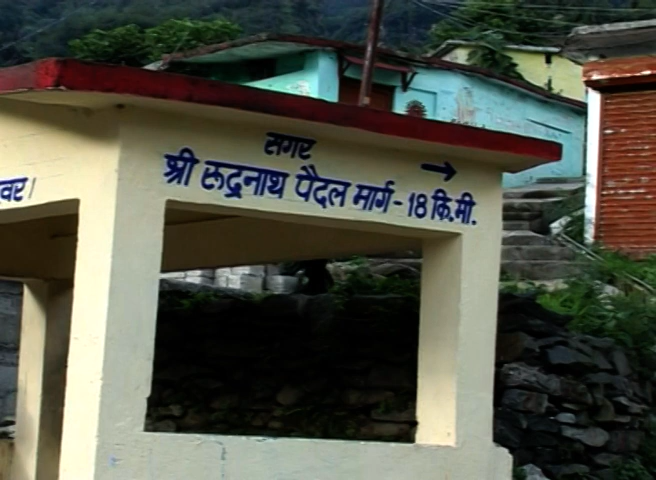 सगर →
श्री रूद्रनाथ पैदल मार्ग - 18 कि.मी.